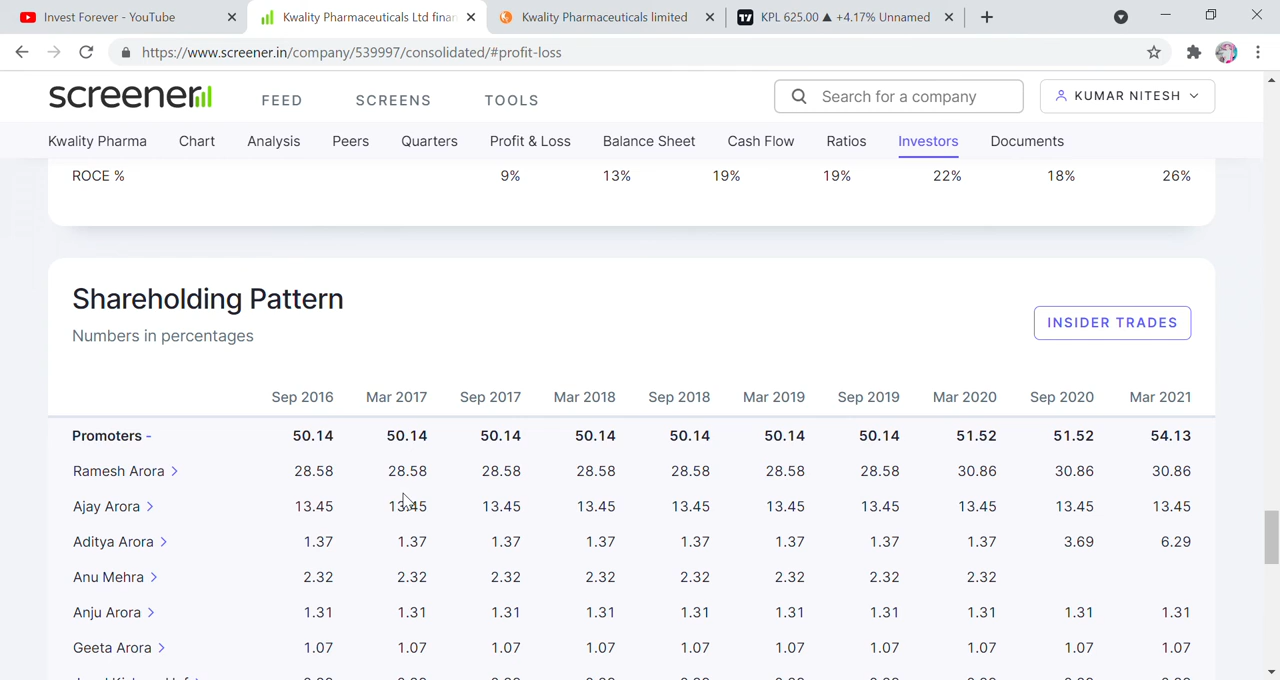 Invest Forever - YouTube
Kwality Pharmaceuticals Ltd finan
Kwality Pharmaceuticals limited
KPL 625.00 ▲ +4.17% Unnamed
https://www.screener.in/company/539997/consolidated/#profit-loss
screener
FEED SCREENS TOOLS
Search for a company
KUMAR NITESH
Kwality Pharma Chart Analysis Peers Quarters Profit & Loss Balance Sheet Cash Flow Ratios Investors Documents
ROCE % 9% 13% 19% 19% 22% 18% 26%
Shareholding Pattern
Numbers in percentages
INSIDER TRADES
Sep 2016 Mar 2017 Sep 2017 Mar 2018 Sep 2018 Mar 2019 Sep 2019 Mar 2020 Sep 2020 Mar 2021
Promoters - 50.14 50.14 50.14 50.14 50.14 50.14 50.14 51.52 51.52 54.13
Ramesh Arora 28.58 28.58 28.58 28.58 28.58 28.58 28.58 30.86 30.86 30.86
Ajay Arora 13.45 13.45 13.45 13.45 13.45 13.45 13.45 13.45 13.45 13.45
Aditya Arora 1.37 1.37 1.37 1.37 1.37 1.37 1.37 1.37 3.69 6.29
Anu Mehra 2.32 2.32 2.32 2.32 2.32 2.32 2.32 2.32
Anju Arora 1.31 1.31 1.31 1.31 1.31 1.31 1.31 1.31 1.31 1.31
Geeta Arora 1.07 1.07 1.07 1.07 1.07 1.07 1.07 1.07 1.07 1.07